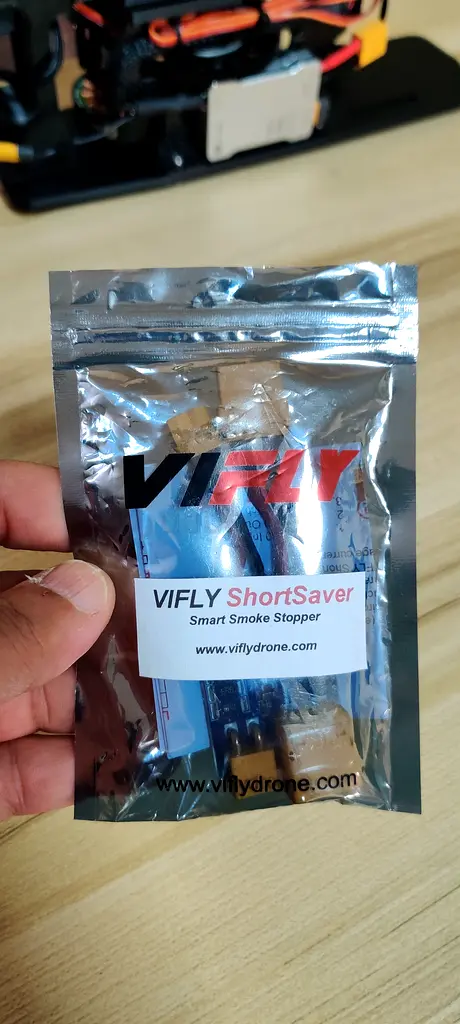 VIFLY
VIFLY ShortSaver
Smart Smoke Stopper
www.viflydrone.com
www.viflydrone.com